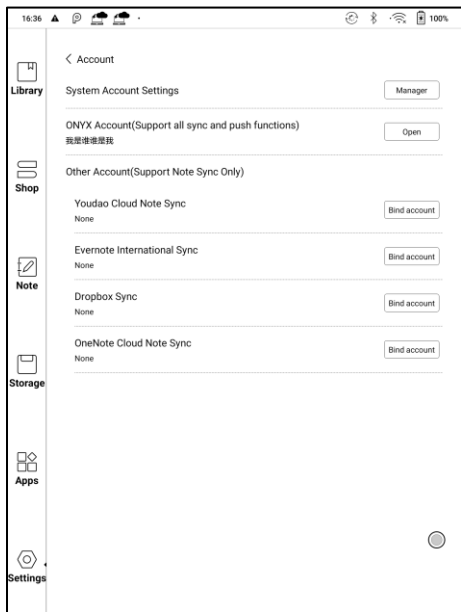 16:36
100%
Account
Library
System Account Settings
Manager
ONYX Account(Support all sync and push functions)
我是谁谁是我
Open
Other Account(Support Note Sync Only)
Shop
Youdao Cloud Note Sync
None
Bind account
Evernote International Sync
None
Bind account
Note
Dropbox Sync
None
Bind account
OneNote Cloud Note Sync
None
Bind account
Storage
Apps
Settings